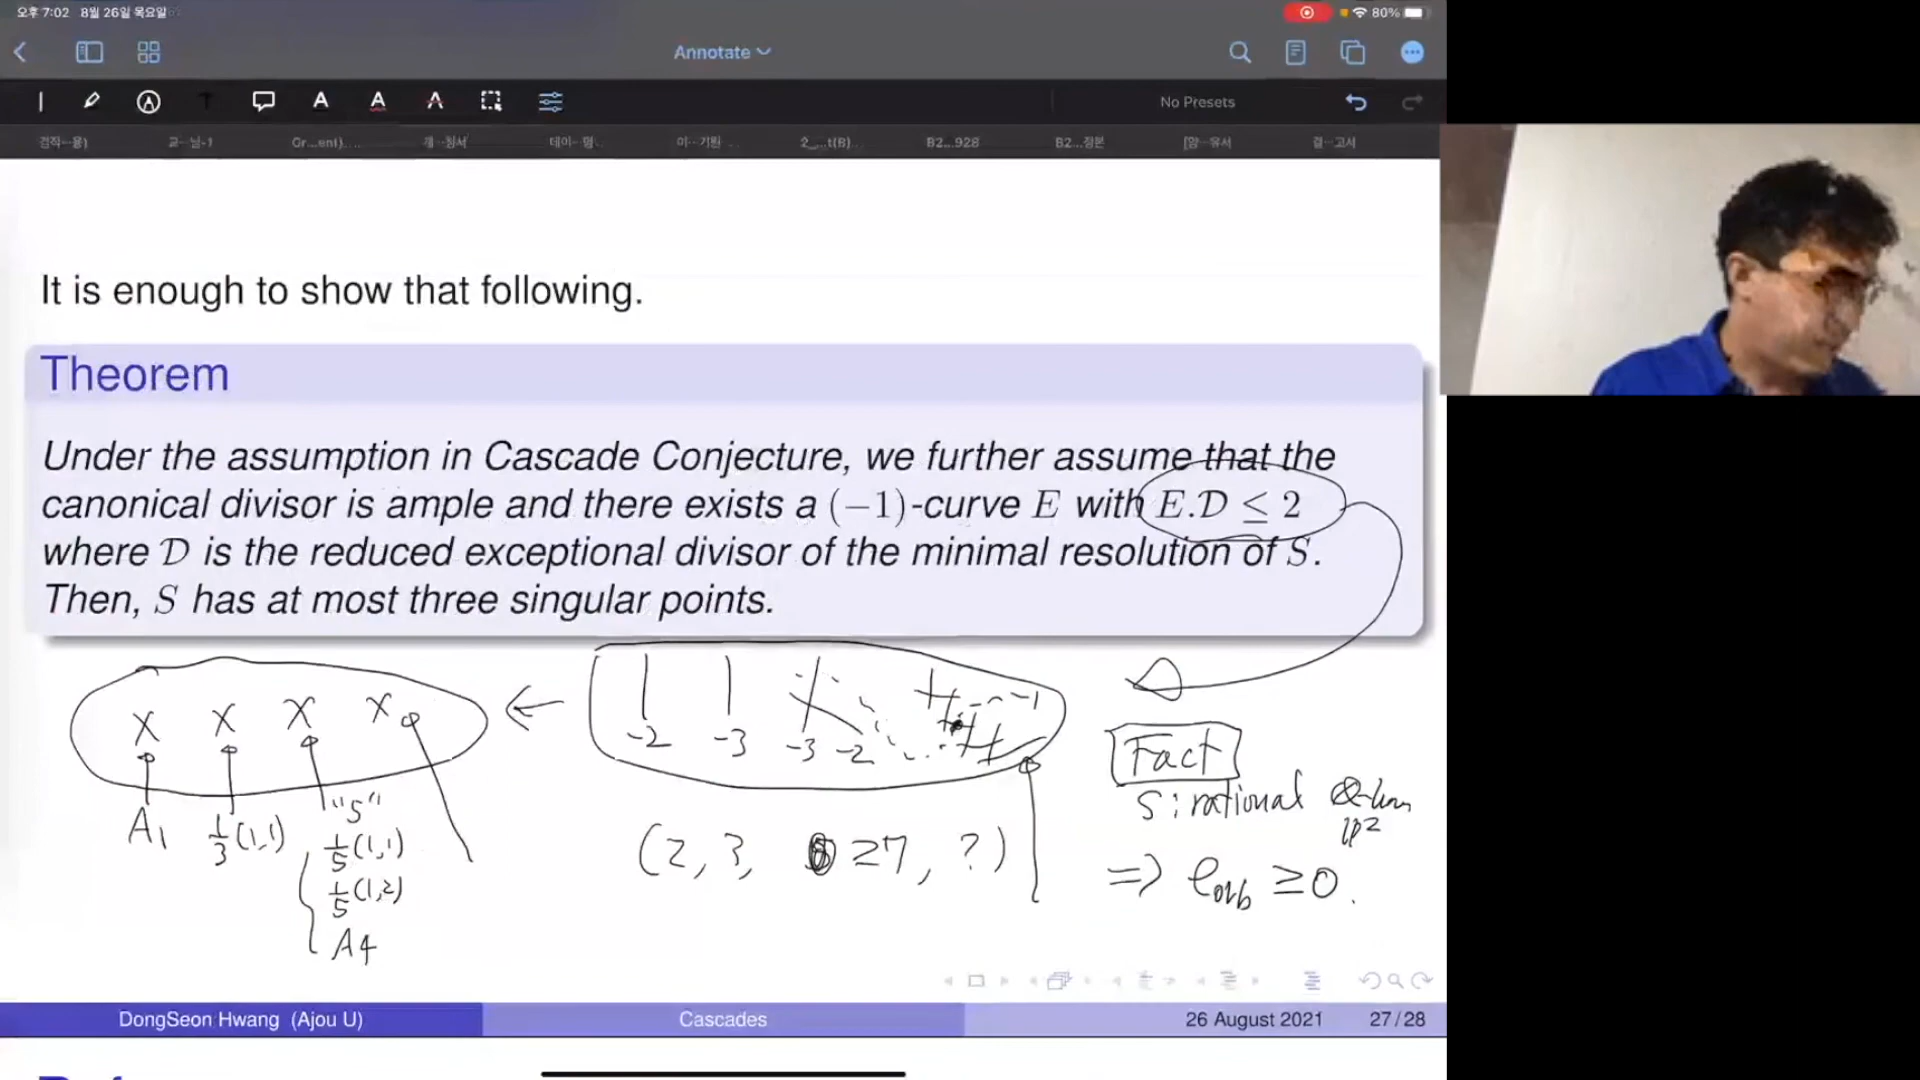 오후 7:02 8월 26일 목요일
80%
Annotate
No Presets
B2...928
It is enough to show that following.
Theorem
Under the assumption in Cascade Conjecture, we further assume that the
canonical divisor is ample and there exists a (−1)-curve E with E.D ≤ 2
where D is the reduced exceptional divisor of the minimal resolution of S.
Then, S has at most three singular points.
x x x x
-2 -3 -3 -2 -1
A1 1/3(1,1) "5"
1/5(1,1)
1/5(1,2)
A4
(2, 3, ≥7, ?)
Fact
S: rational
P2
⇒ e_orb ≥ 0.
DongSeon Hwang (Ajou U) Cascades 26 August 2021 27/28